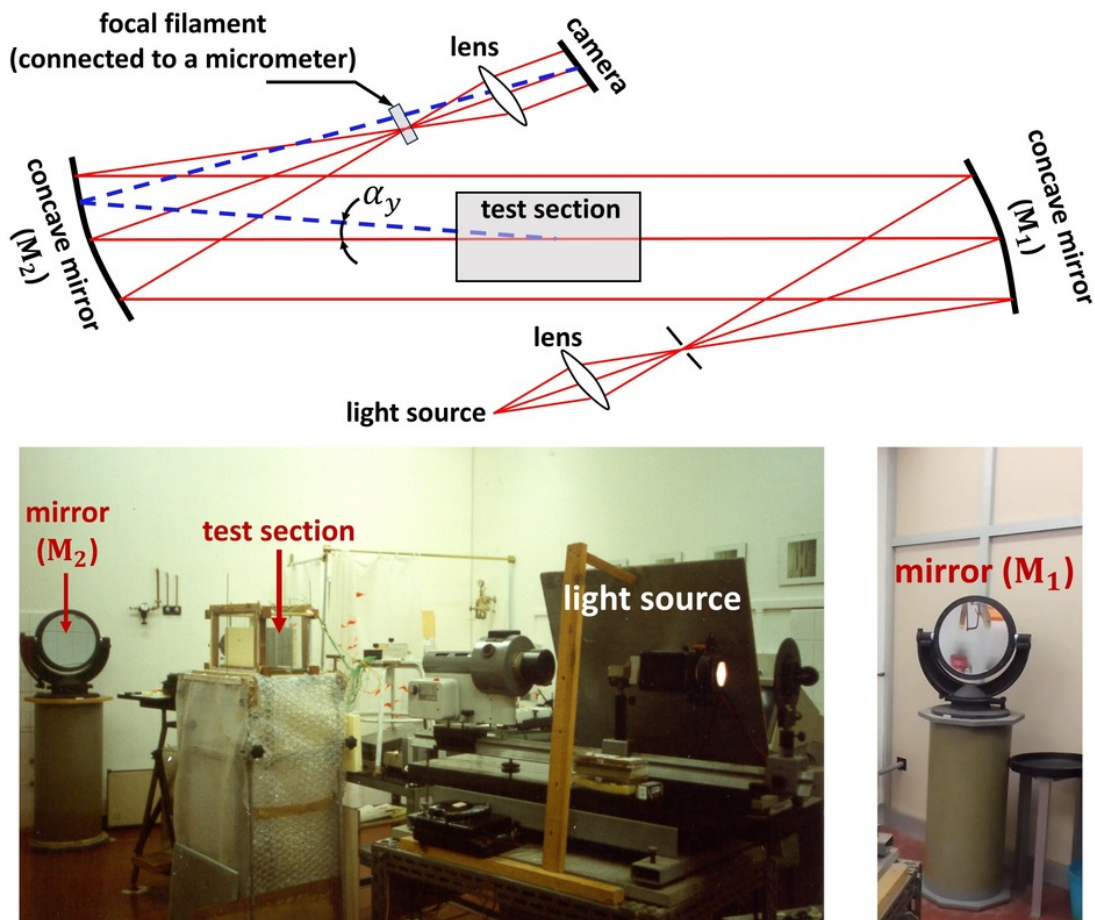 focal filament
(connected to a micrometer)
lens
camera
concave mirror
(M₂)
αy
test section
concave mirror
(M₁)
lens
light source
mirror
(M₂)
test section
light source
mirror (M₁)